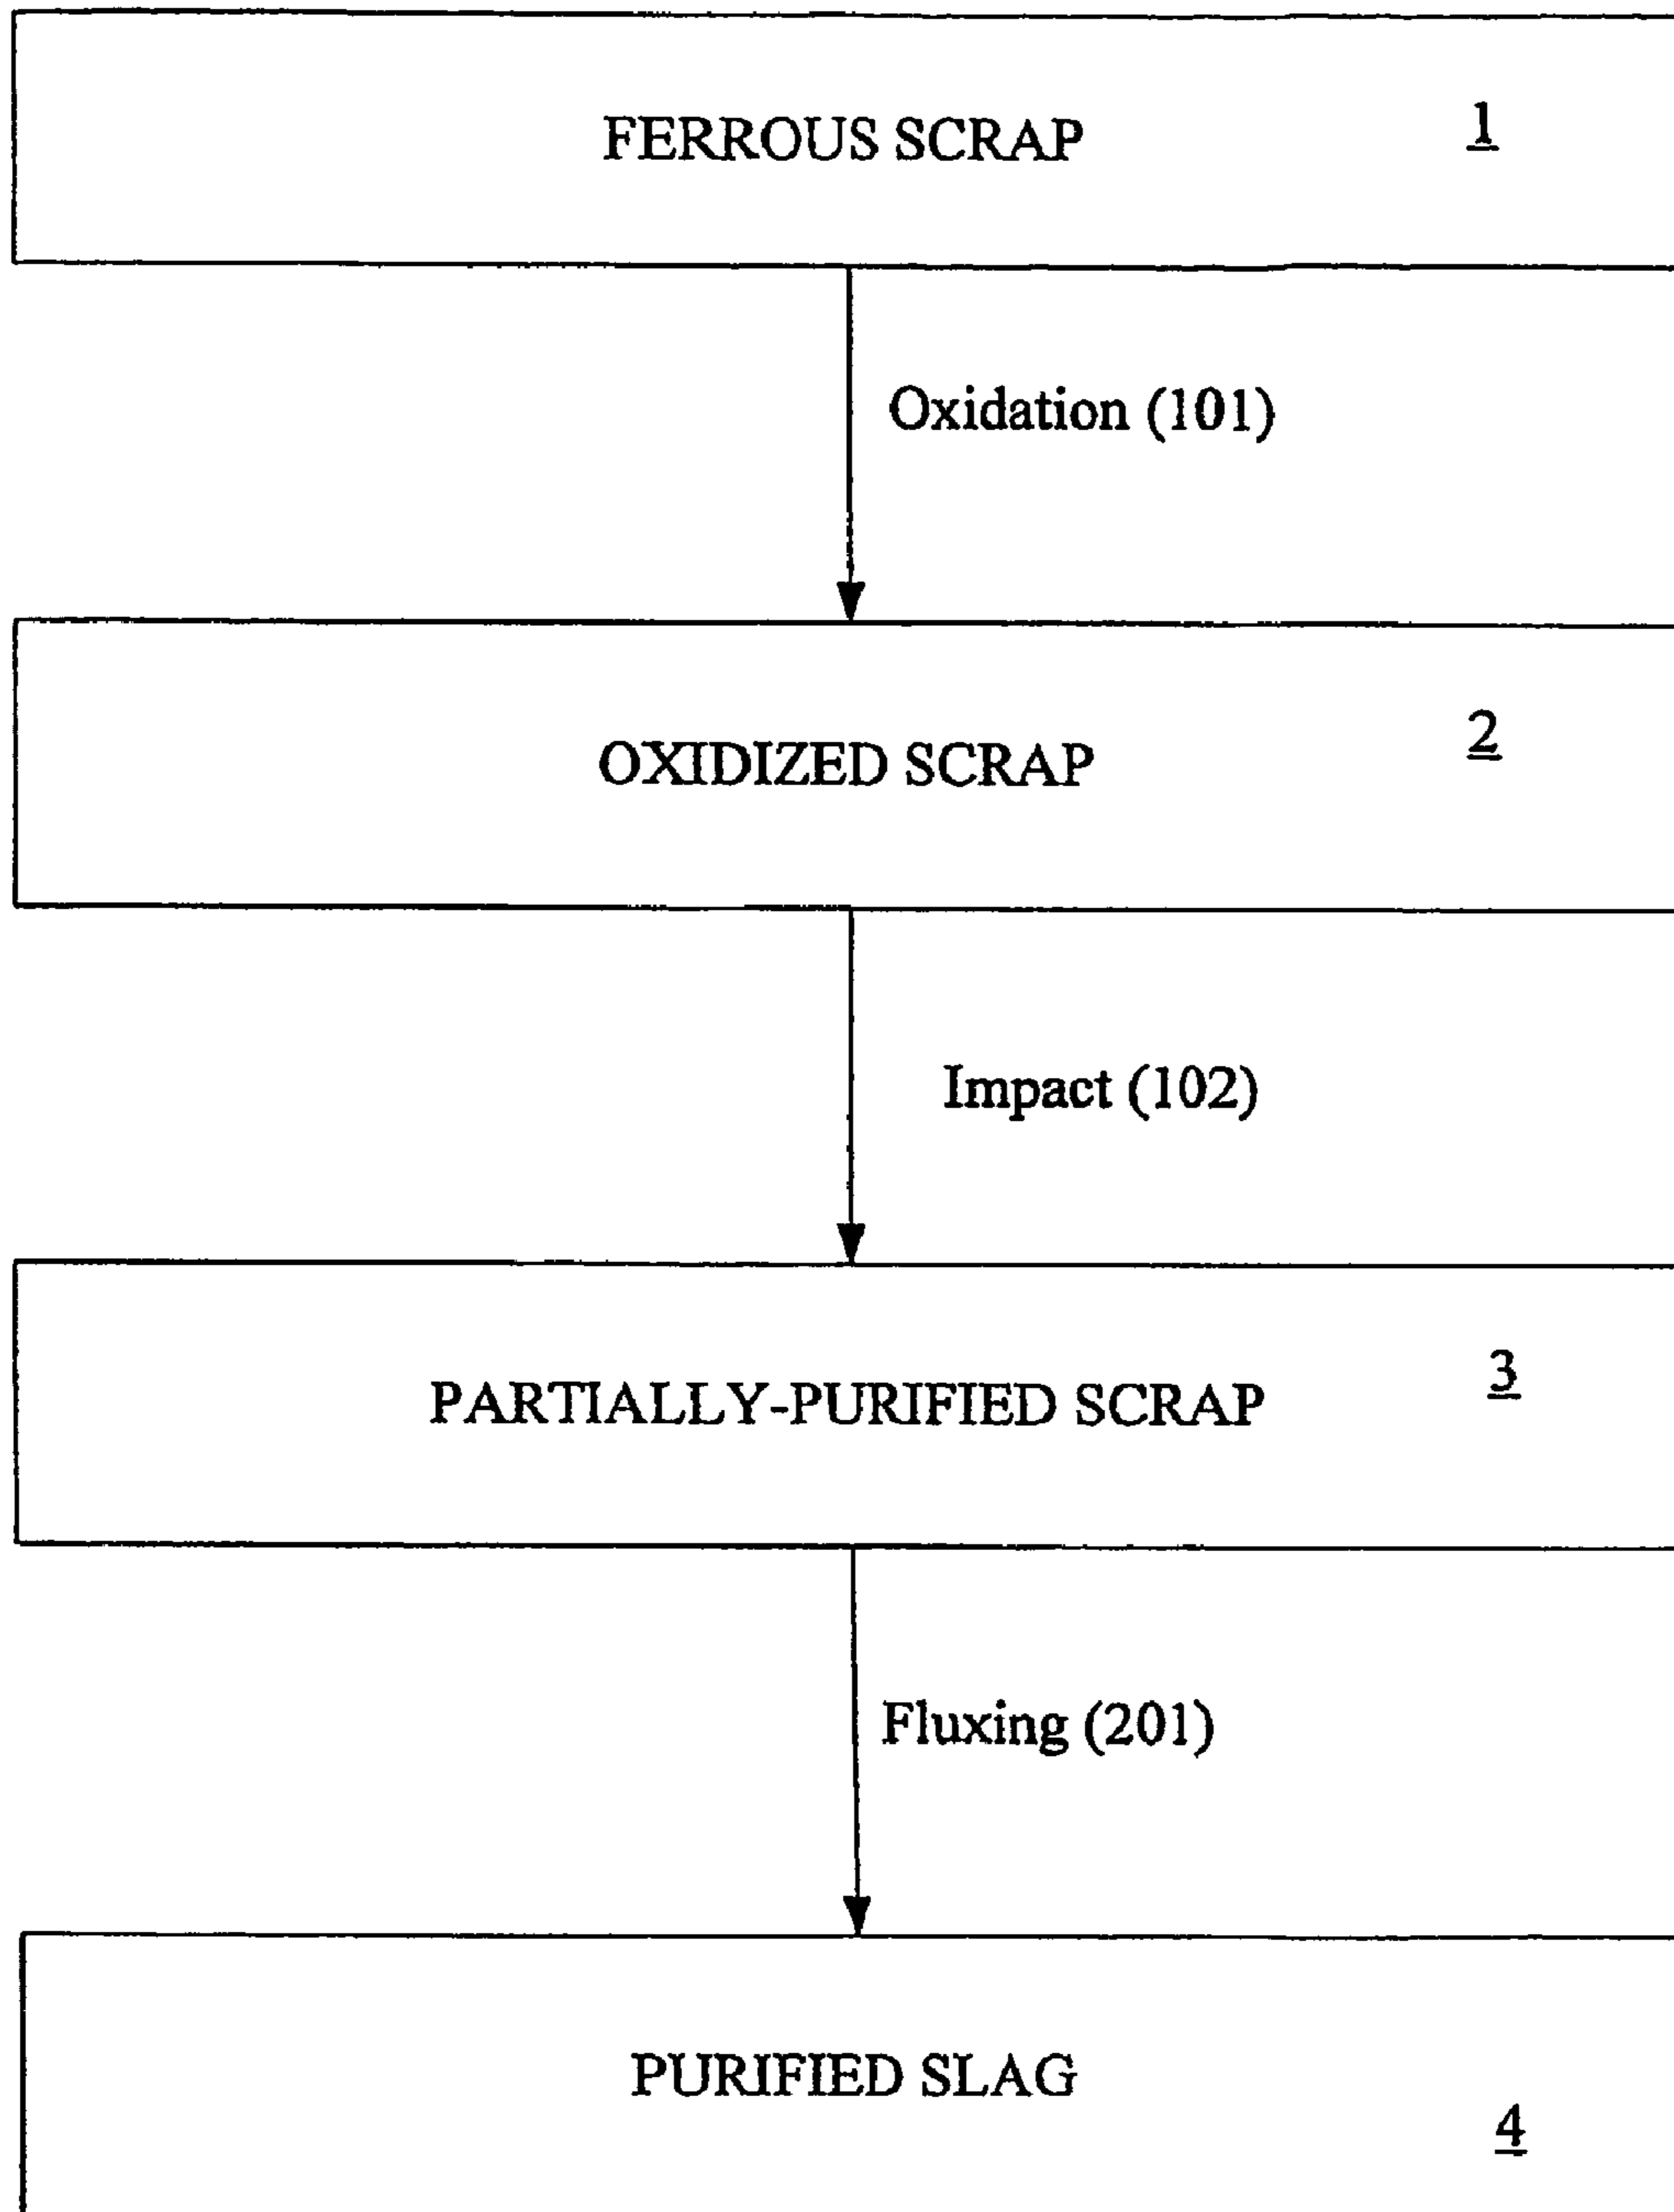 FERROUS SCRAP 1
Oxidation (101)
OXIDIZED SCRAP 2
Impact (102)
PARTIALLY-PURIFIED SCRAP 3
Fluxing (201)
PURIFIED SLAG
4